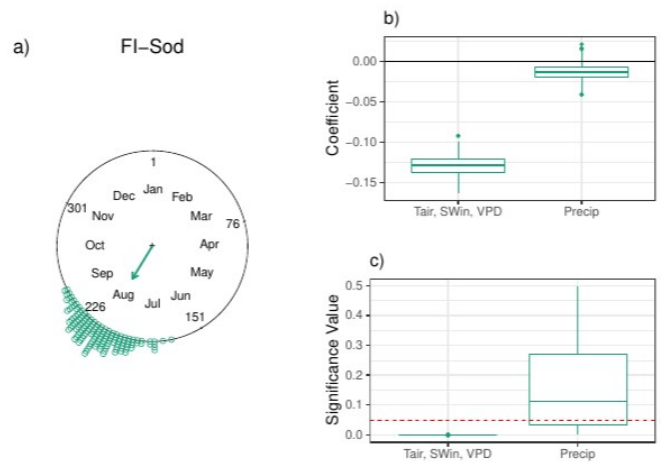 a)
FI−Sod
1
Jan
Feb
Mar
76
Apr
May
Jun
151
Jul
Aug
226
Sep
Oct
Nov
301
Dec
b)
Coefficient
0.00
−0.05
−0.10
−0.15
Tair, SWin, VPD
Precip
c)
Significance Value
0.5
0.4
0.3
0.2
0.1
0.0
Tair, SWin, VPD
Precip